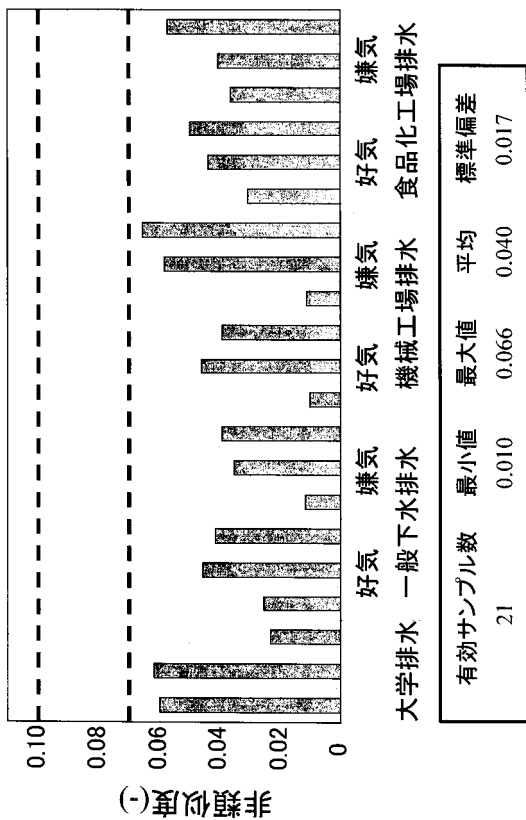 非類似度(-)
0.10
0.08
0.06
0.04
0.02
0
好気 嫌気 好気 嫌気 好気 嫌気
大学排水 一般下水排水 機械工場排水 食品化工場排水
有効サンプル数 最小値 最大値 平均 標準偏差
21 0.010 0.066 0.040 0.017